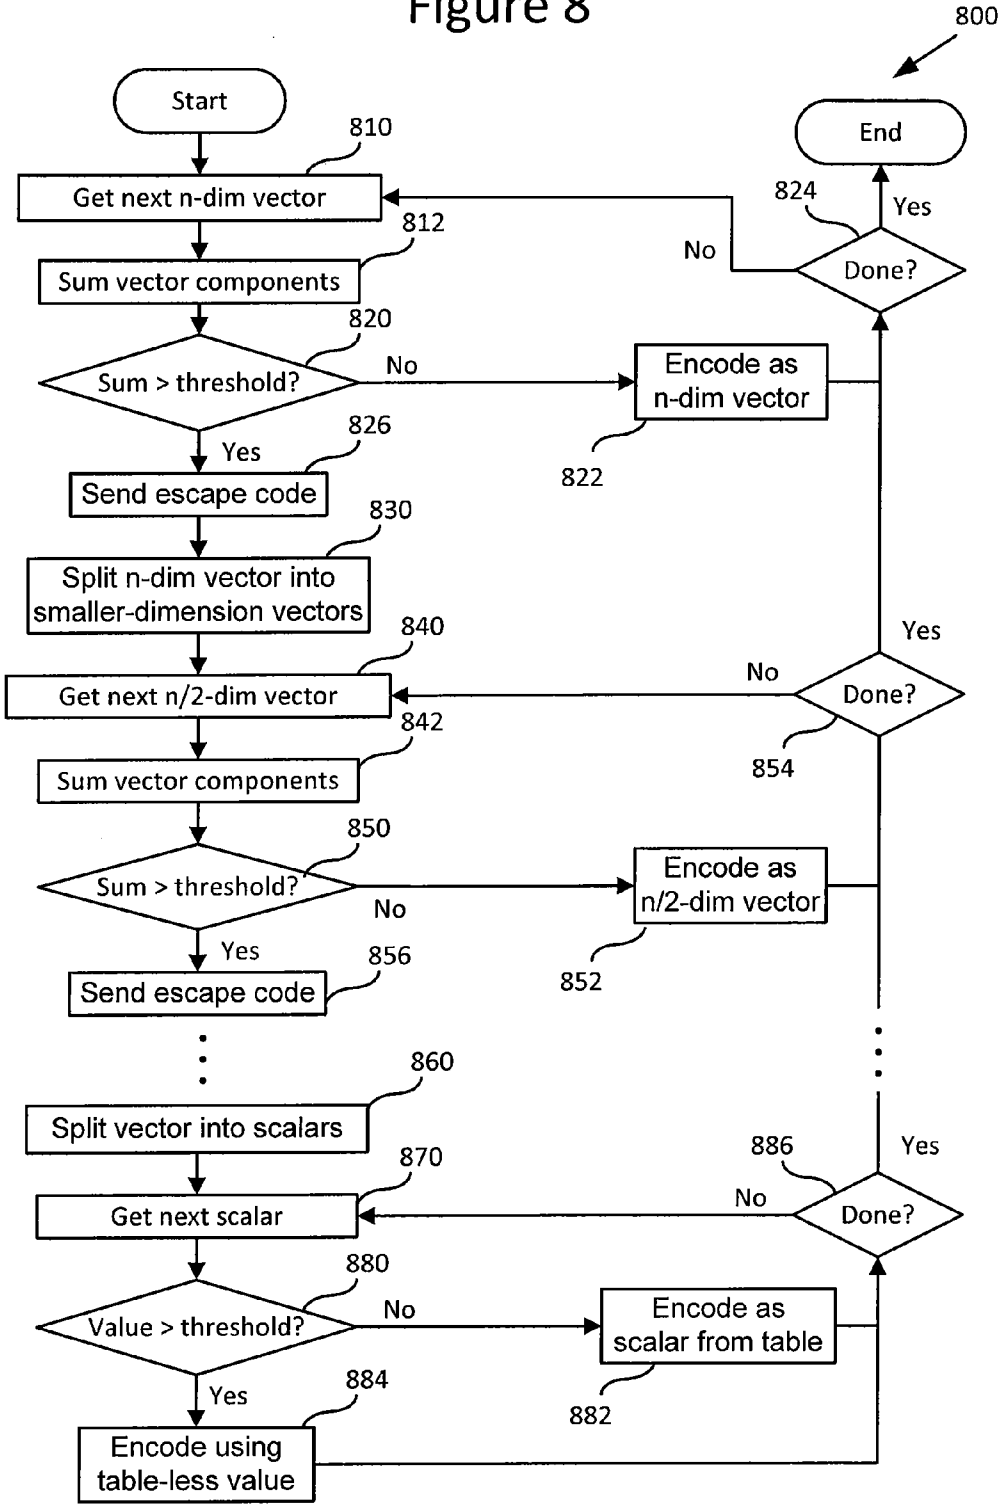 Figure 8
800
Start
End
810
Get next n-dim vector
824
Yes
812
No
Done?
Sum vector components
820
Sum > threshold?
No
Encode as
n-dim vector
826
Yes
822
Send escape code
830
Split n-dim vector into
smaller-dimension vectors
840
Yes
No
Get next n/2-dim vector
Done?
842
854
Sum vector components
850
Sum > threshold?
No
Encode as
n/2-dim vector
Yes
856
852
Send escape code
860
Split vector into scalars
886
Yes
870
No
Get next scalar
Done?
880
Value > threshold?
No
Encode as
scalar from table
884
Yes
882
Encode using
table-less value